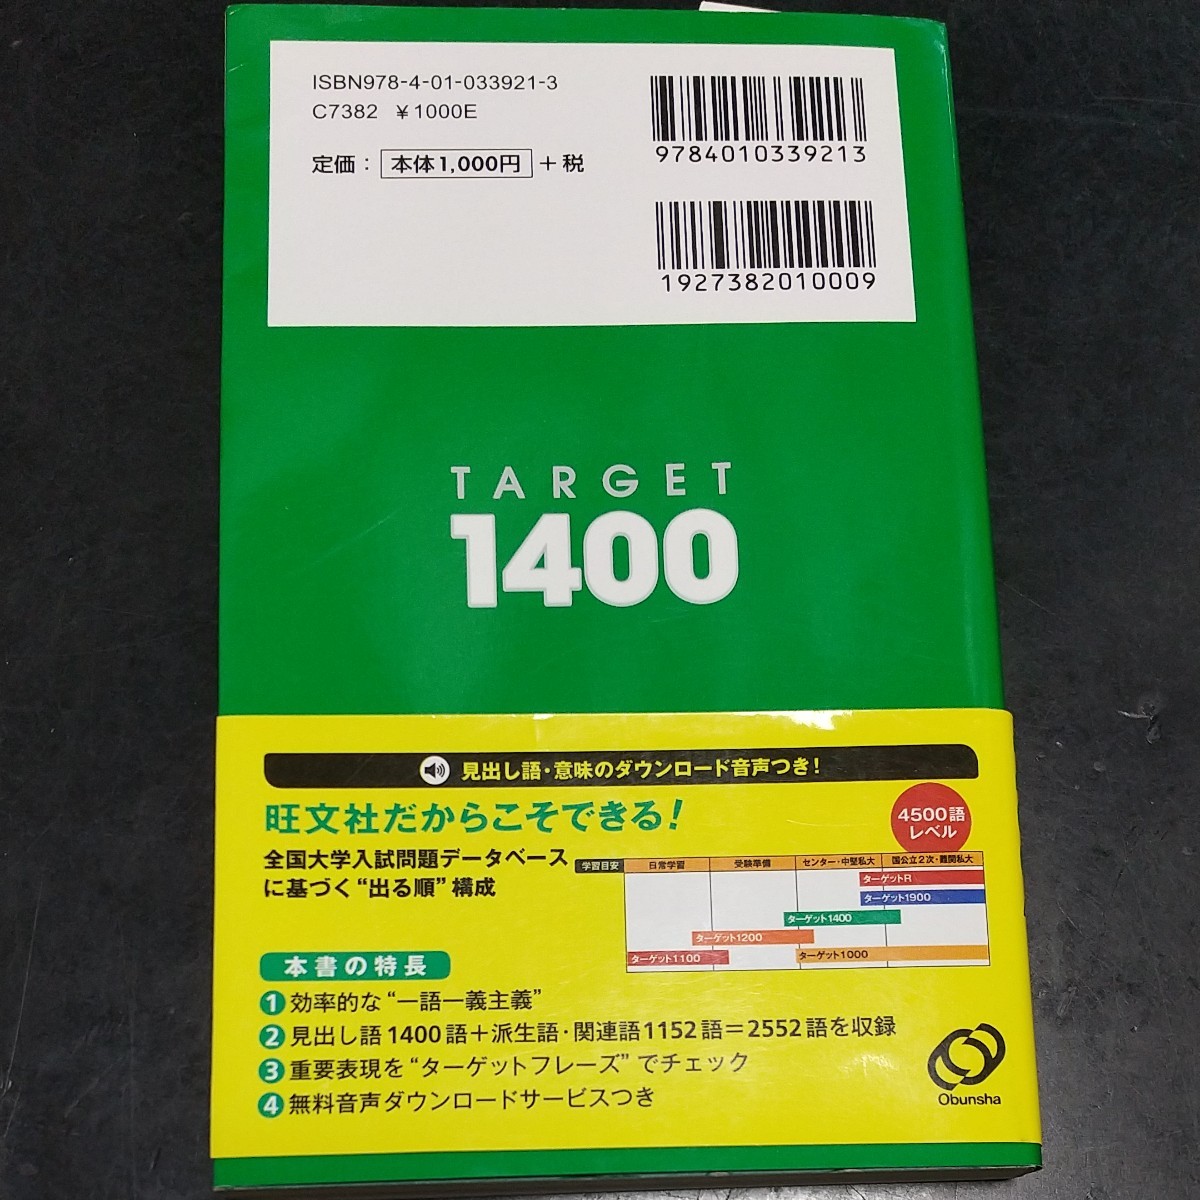 ISBN978-4-01-033921-3
C7382 ¥1000E
定価： 本体1,000円 ＋税
9784010339213
1927382010009
TARGET
1400
見出し語・意味のダウンロード音声つき！
旺文社だからこそできる！
全国大学入試問題データベース
に基づく“出る順”構成
4500語
レベル
学習目安 日常学習 受験準備 センター・中堅私大 国公立2次・難関私大
ターゲットR
ターゲット1900
ターゲット1400
ターゲット1200
ターゲット1100 ターゲット1000
本書の特長
1 効率的な“一語一義主義”
2 見出し語1400語＋派生語・関連語1152語＝2552語を収録
3 重要表現を“ターゲットフレーズ”でチェック
4 無料音声ダウンロードサービスつき
Obunsha